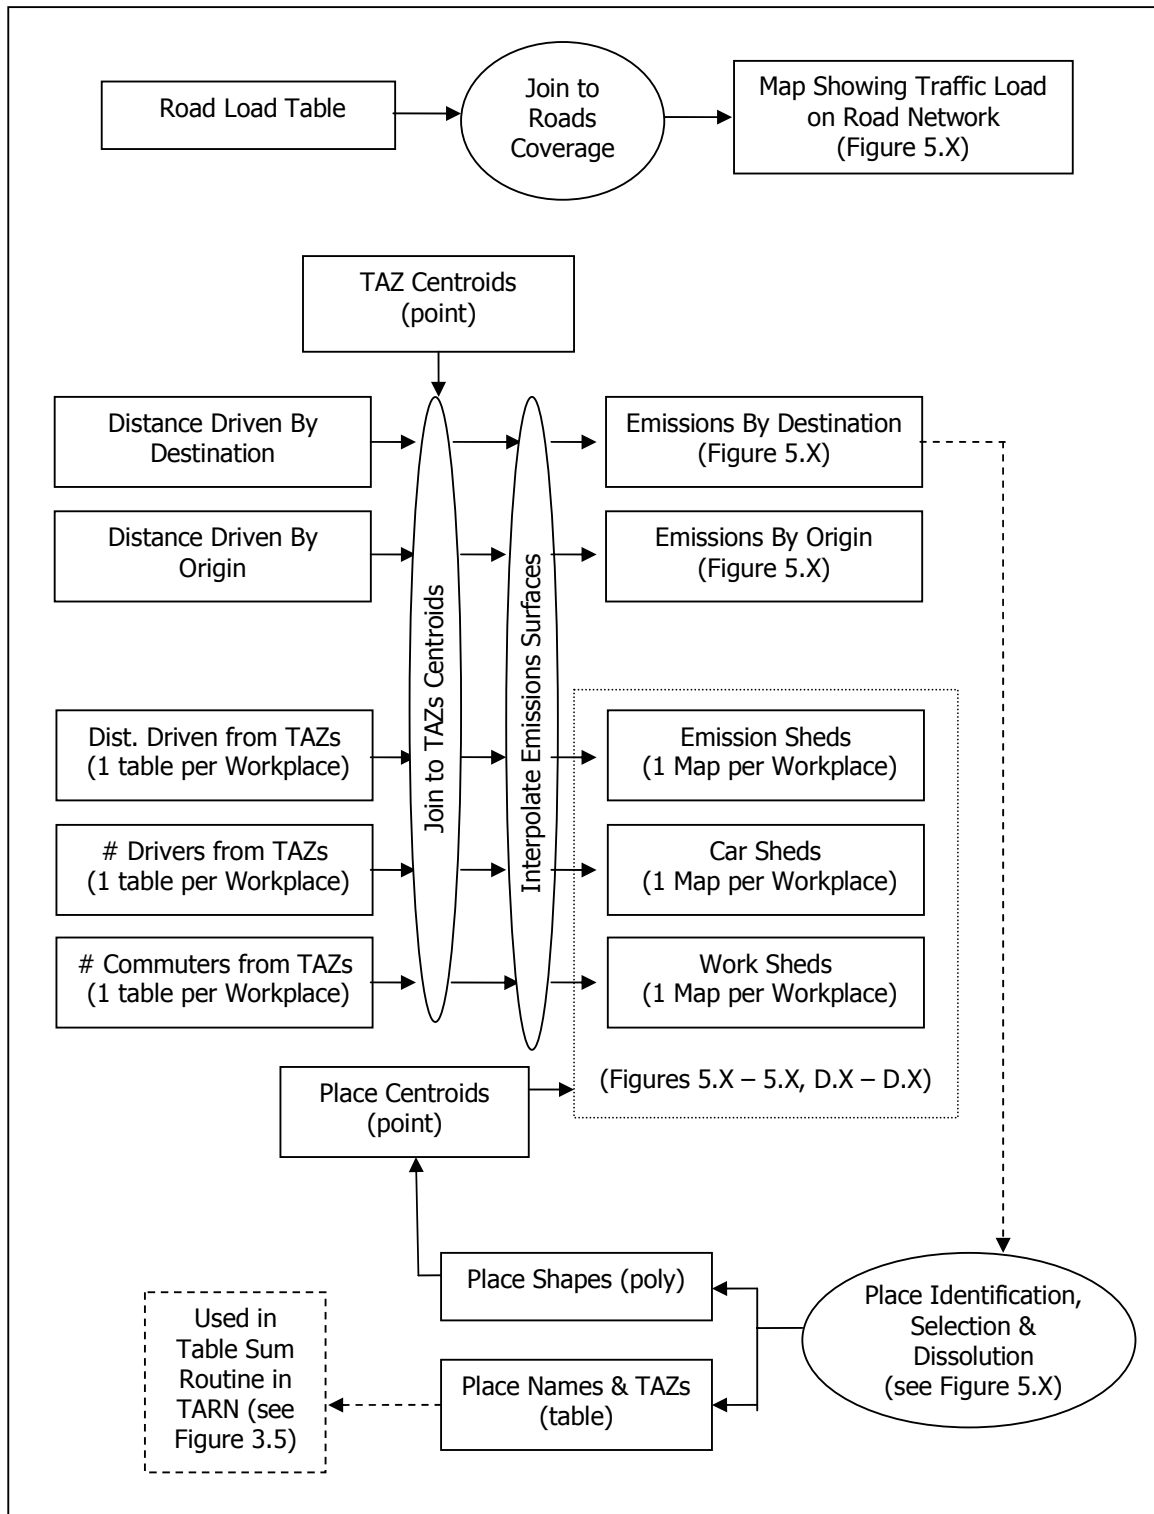 Road Load Table
Join to
Roads
Coverage
Map Showing Traffic Load
on Road Network
(Figure 5.X)
TAZ Centroids
(point)
Distance Driven By
Destination
Emissions By Destination
(Figure 5.X)
Distance Driven By
Origin
Emissions By Origin
(Figure 5.X)
Join to TAZs Centroids
Interpolate Emissions Surfaces
Dist. Driven from TAZs
(1 table per Workplace)
Emission Sheds
(1 Map per Workplace)
# Drivers from TAZs
(1 table per Workplace)
Car Sheds
(1 Map per Workplace)
# Commuters from TAZs
(1 table per Workplace)
Work Sheds
(1 Map per Workplace)
(Figures 5.X – 5.X, D.X – D.X)
Place Centroids
(point)
Place Shapes (poly)
Place Identification,
Selection &
Dissolution
(see Figure 5.X)
Used in
Table Sum
Routine in
TARN (see
Figure 3.5)
Place Names & TAZs
(table)